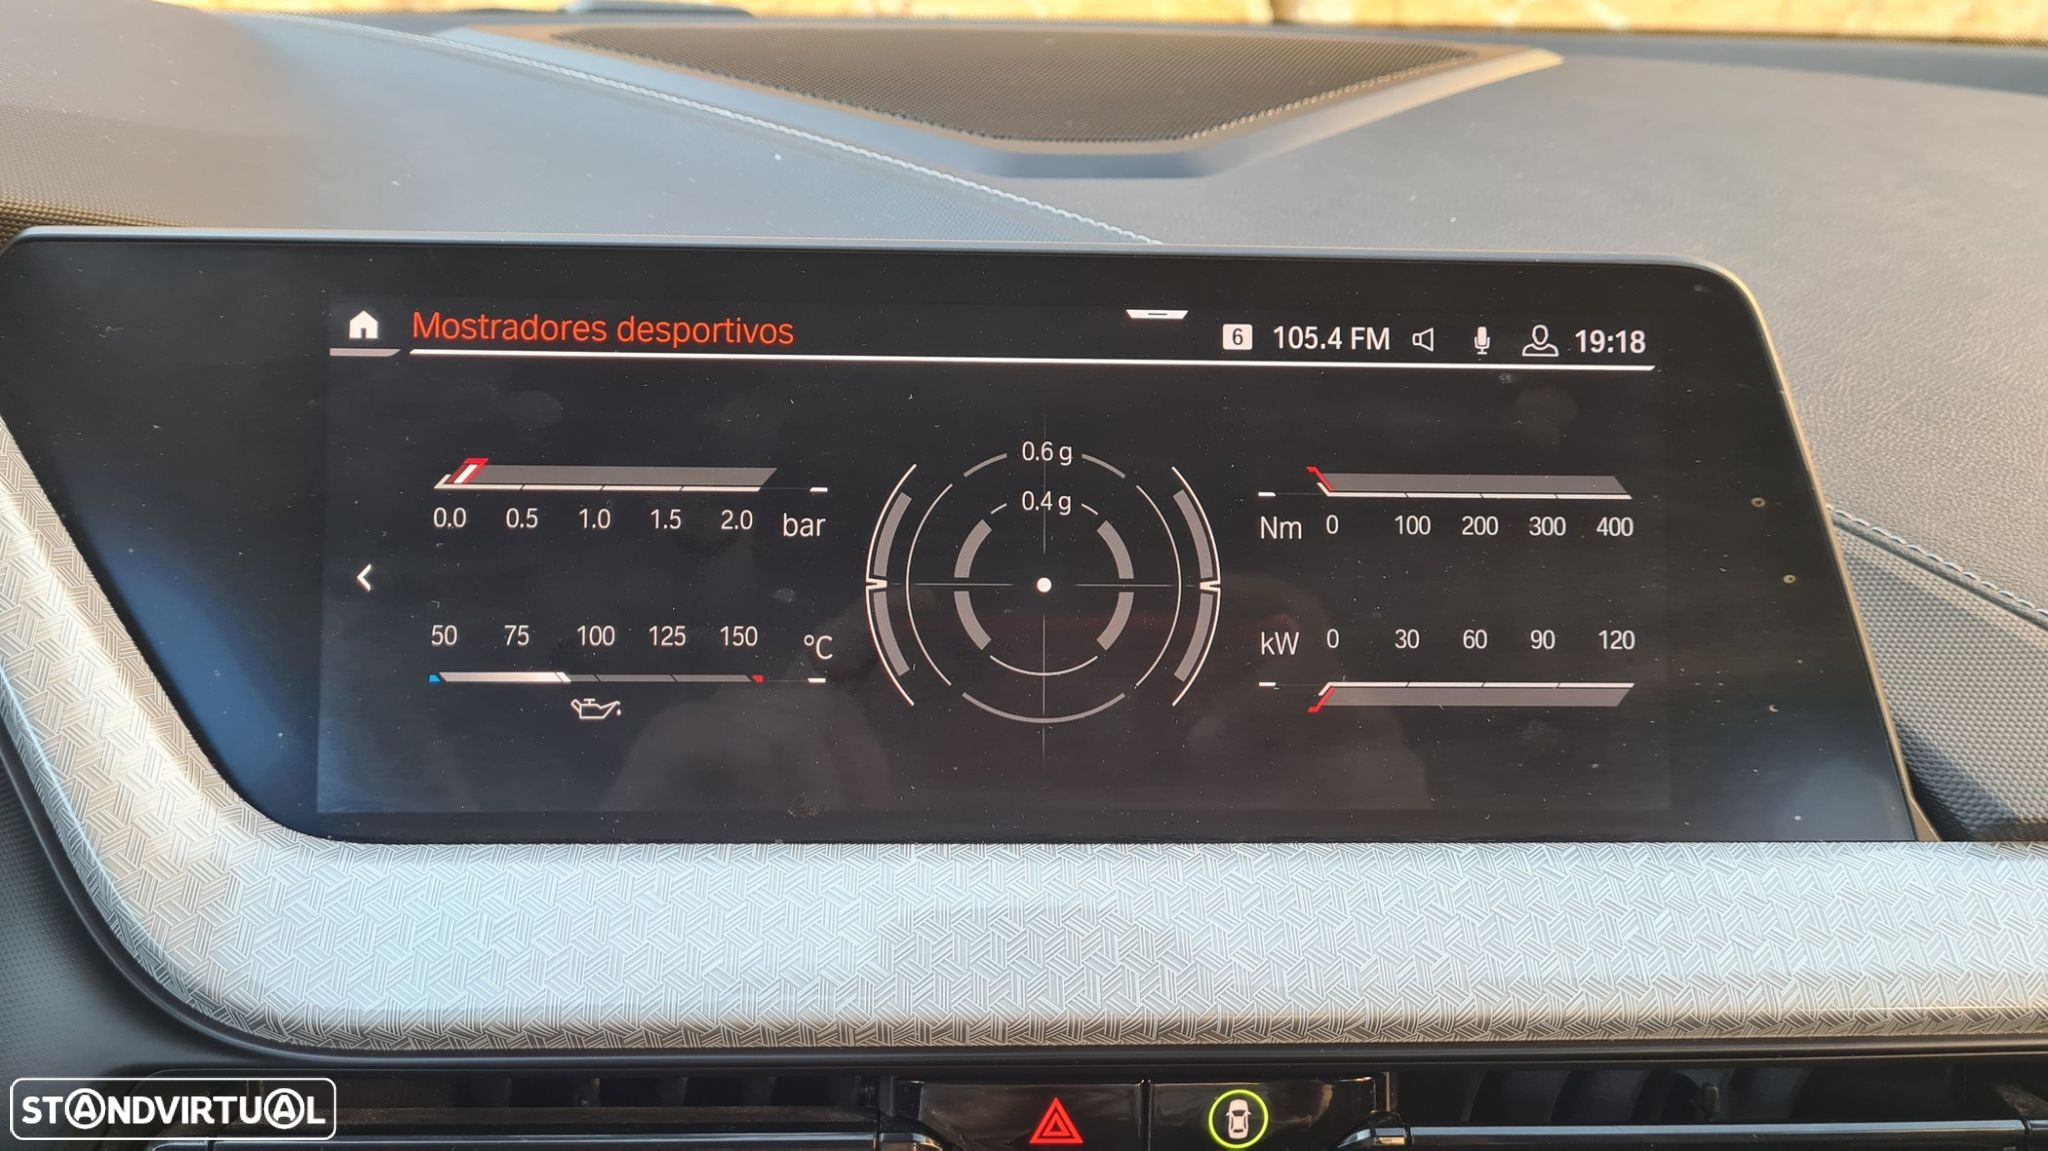 Mostradores desportivos
6 105.4 FM 19:18
0.0 0.5 1.0 1.5 2.0 bar
0.6 g
0.4 g
Nm 0 100 200 300 400
50 75 100 125 150 °C
kW 0 30 60 90 120
STANDVIRTUAL